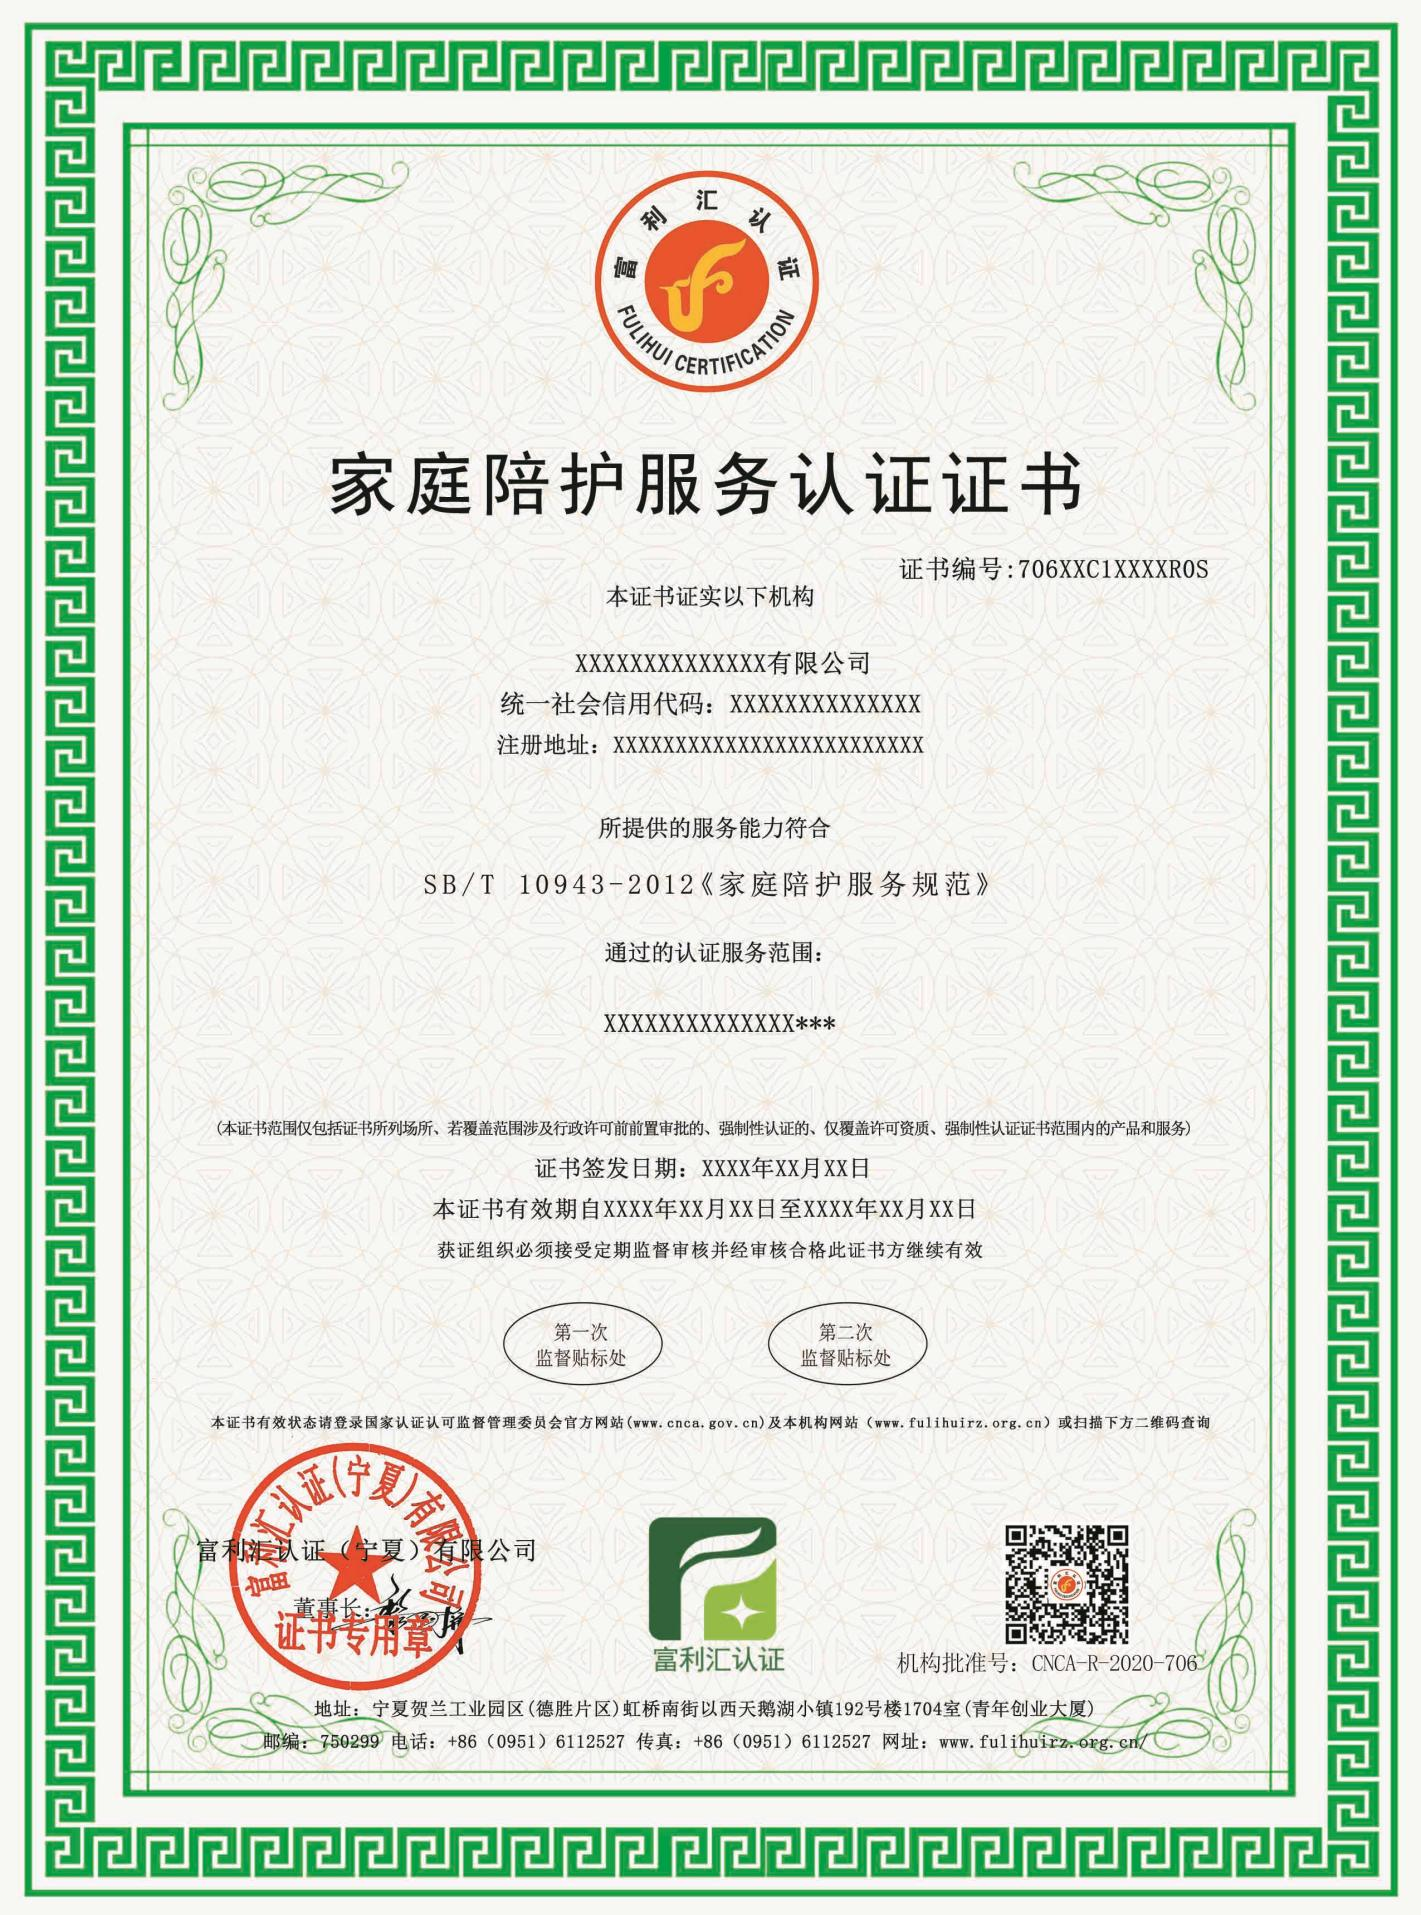 富利汇认证
FULIHUI CERTIFICATION
家庭陪护服务认证证书
证书编号:706XXC1XXXXR0S
本证书证实以下机构
XXXXXXXXXXXXXX有限公司
统一社会信用代码：XXXXXXXXXXXXXX
注册地址：XXXXXXXXXXXXXXXXXXXXXXXXX
所提供的服务能力符合
SB/T 10943-2012《家庭陪护服务规范》
通过的认证服务范围：
XXXXXXXXXXXXXX***
(本证书范围仅包括证书所列场所、若覆盖范围涉及行政许可前前置审批的、强制性认证的、仅覆盖许可资质、强制性认证证书范围内的产品和服务)
证书签发日期：XXXX年XX月XX日
本证书有效期自XXXX年XX月XX日至XXXX年XX月XX日
获证组织必须接受定期监督审核并经审核合格此证书方继续有效
第一次
监督贴标处
第二次
监督贴标处
本证书有效状态请登录国家认证认可监督管理委员会官方网站(www.cnca.gov.cn)及本机构网站（www.fulihuirz.org.cn）或扫描下方二维码查询
富利汇认证(宁夏)有限公司
富利汇认证（宁夏）有限公司
董事长:
证书专用章
富利汇认证
机构批准号：CNCA-R-2020-706
地址：宁夏贺兰工业园区(德胜片区)虹桥南街以西天鹅湖小镇192号楼1704室(青年创业大厦)
邮编：750299 电话：+86（0951）6112527 传真：+86（0951）6112527 网址：www.fulihuirz.org.cn/